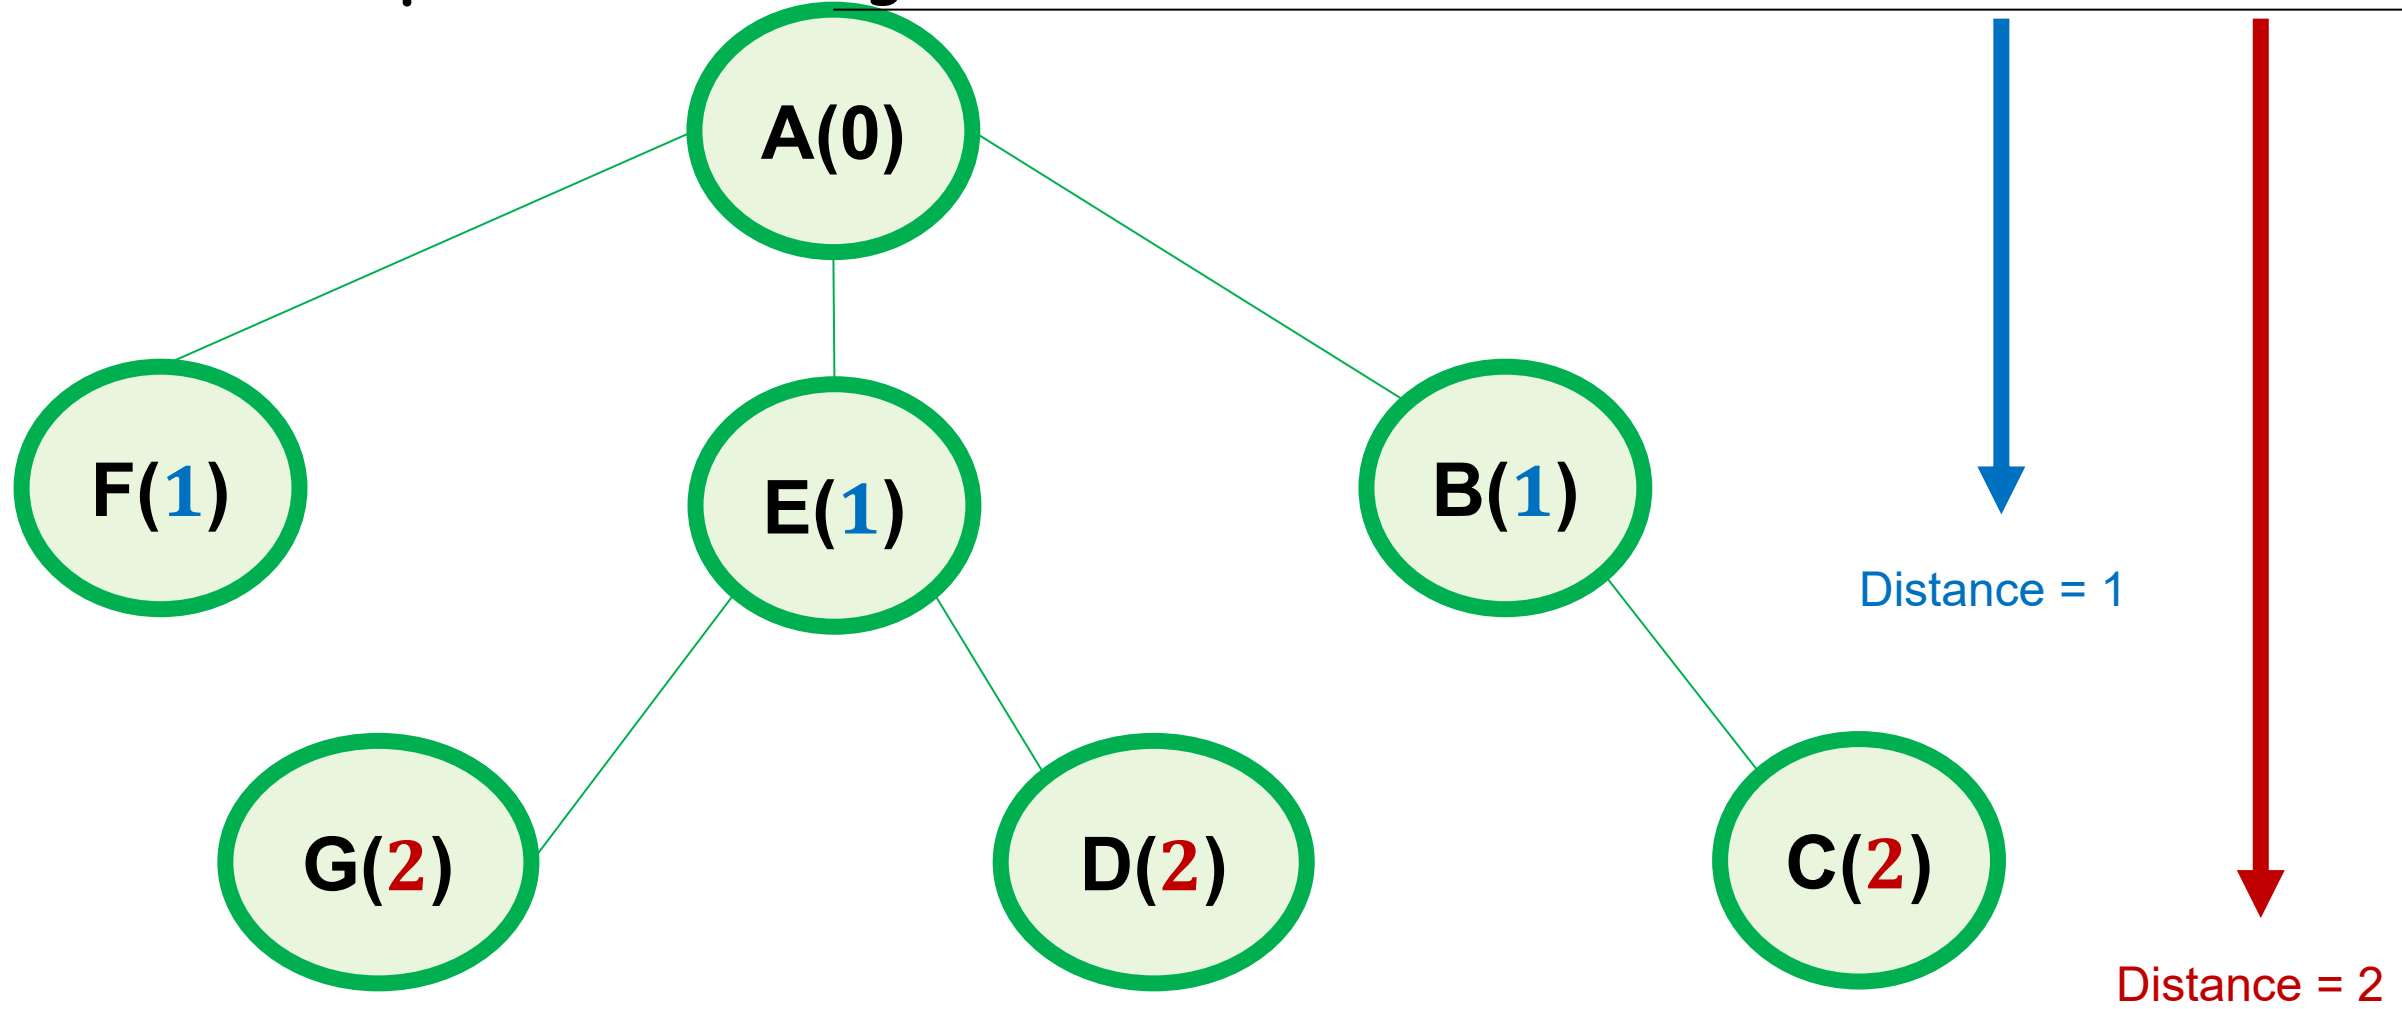 A(0)
F(1)
E(1)
B(1)
Distance = 1
G(2)
D(2)
C(2)
Distance = 2